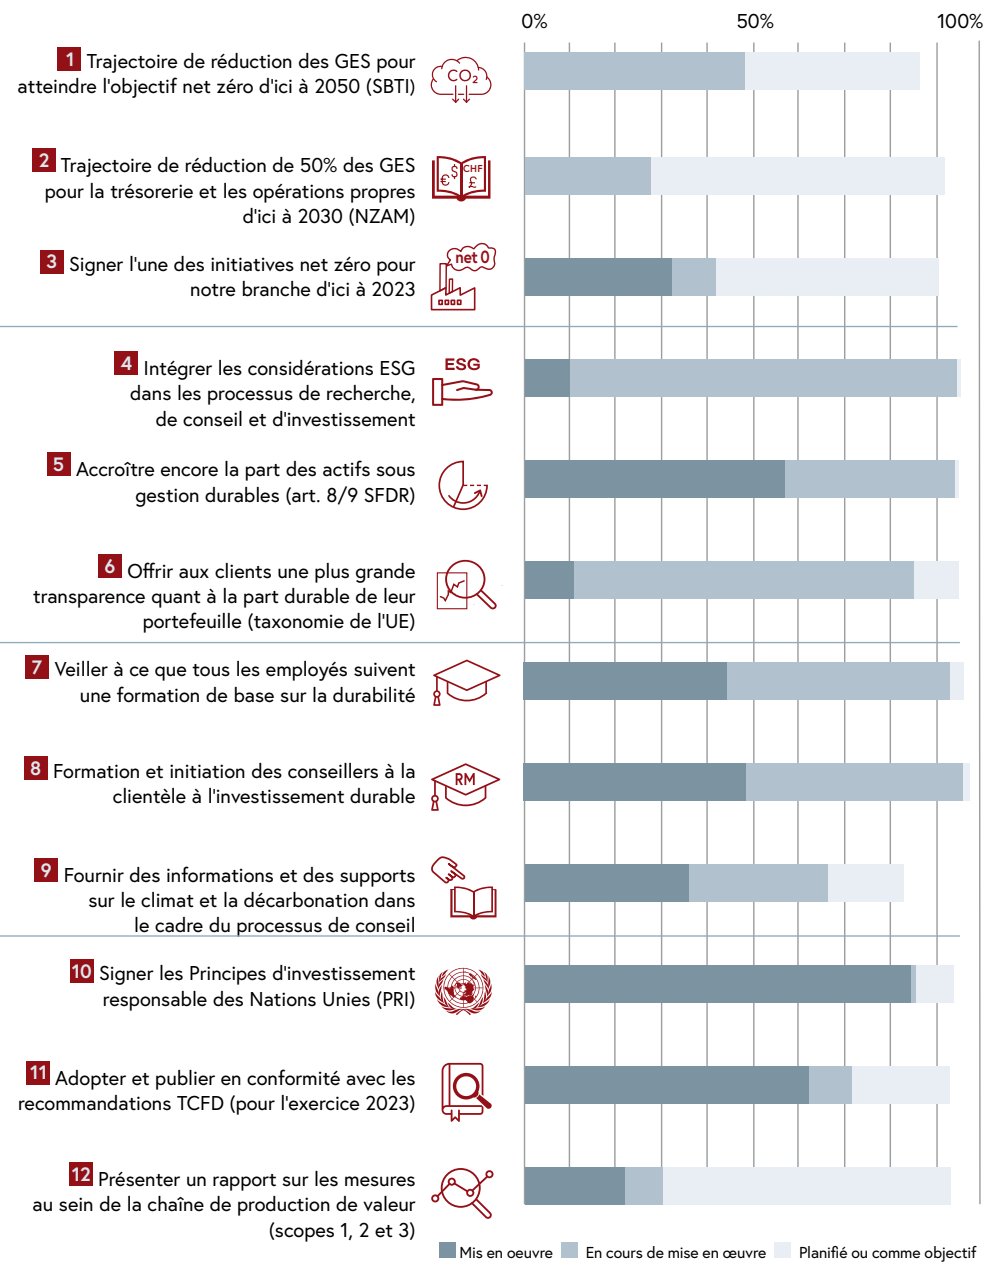 0% 50% 100%
1 Trajectoire de réduction des GES pour
atteindre l'objectif net zéro d'ici à 2050 (SBTI)
CO2
2 Trajectoire de réduction de 50% des GES
pour la trésorerie et les opérations propres
d'ici à 2030 (NZAM)
€ $ CHF £
3 Signer l'une des initiatives net zéro pour
notre branche d'ici à 2023
net 0
4 Intégrer les considérations ESG
dans les processus de recherche,
de conseil et d'investissement
ESG
5 Accroître encore la part des actifs sous
gestion durables (art. 8/9 SFDR)
6 Offrir aux clients une plus grande
transparence quant à la part durable de leur
portefeuille (taxonomie de l'UE)
7 Veiller à ce que tous les employés suivent
une formation de base sur la durabilité
8 Formation et initiation des conseillers à la
clientèle à l'investissement durable
RM
9 Fournir des informations et des supports
sur le climat et la décarbonation dans
le cadre du processus de conseil
10 Signer les Principes d'investissement
responsable des Nations Unies (PRI)
11 Adopter et publier en conformité avec les
recommandations TCFD (pour l'exercice 2023)
12 Présenter un rapport sur les mesures
au sein de la chaîne de production de valeur
(scopes 1, 2 et 3)
Mis en oeuvre En cours de mise en œuvre Planifié ou comme objectif